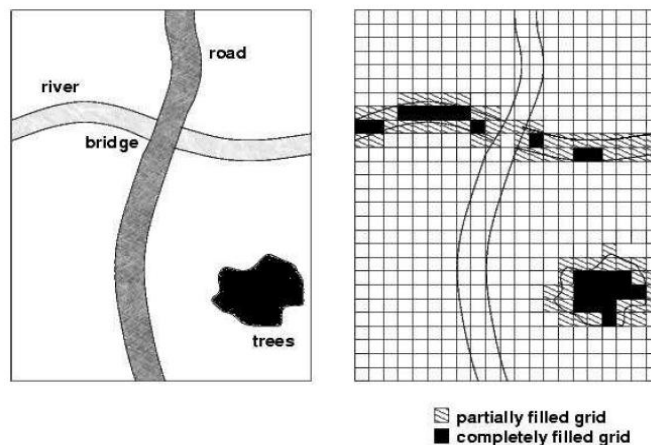 road
river
bridge
trees
partially filled grid
completely filled grid